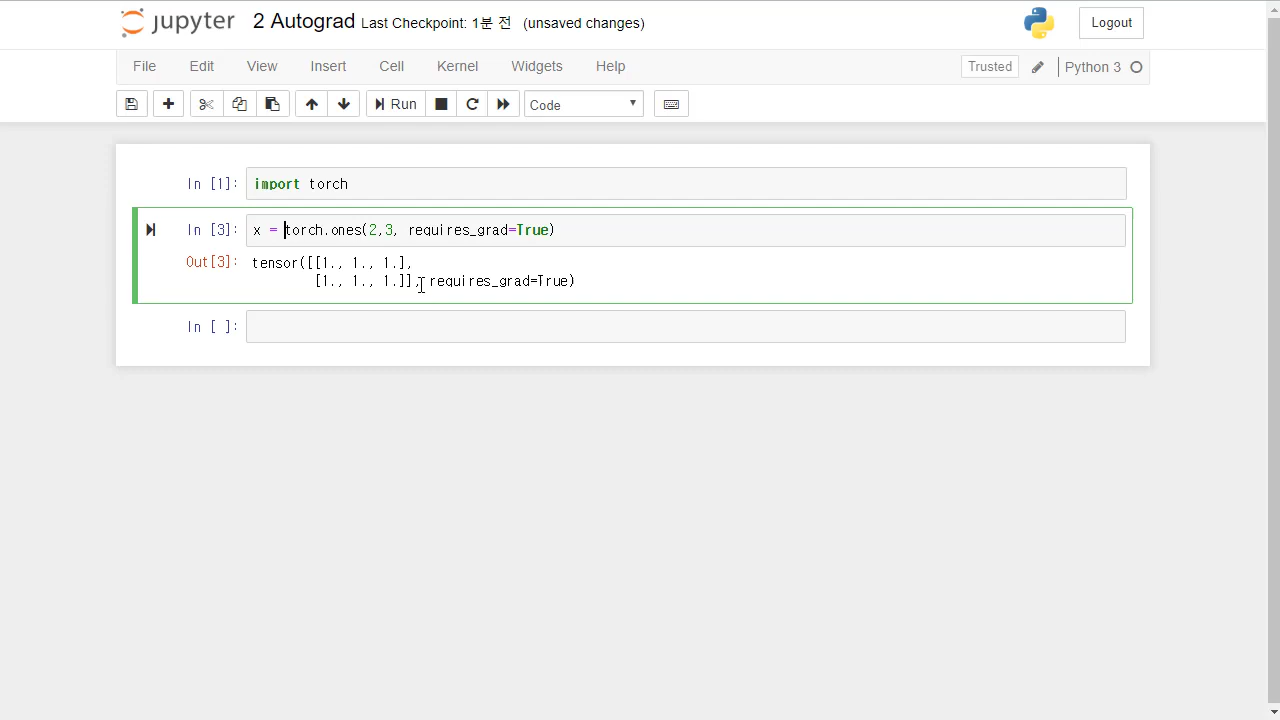 jupyter 2 Autograd Last Checkpoint: 1분 전 (unsaved changes) Logout
File Edit View Insert Cell Kernel Widgets Help Trusted Python 3
Run Code
In [1]: import torch
In [3]: x = torch.ones(2,3, requires_grad=True)
Out[3]: tensor([[1., 1., 1.],
[1., 1., 1.]], requires_grad=True)
In [ ]: